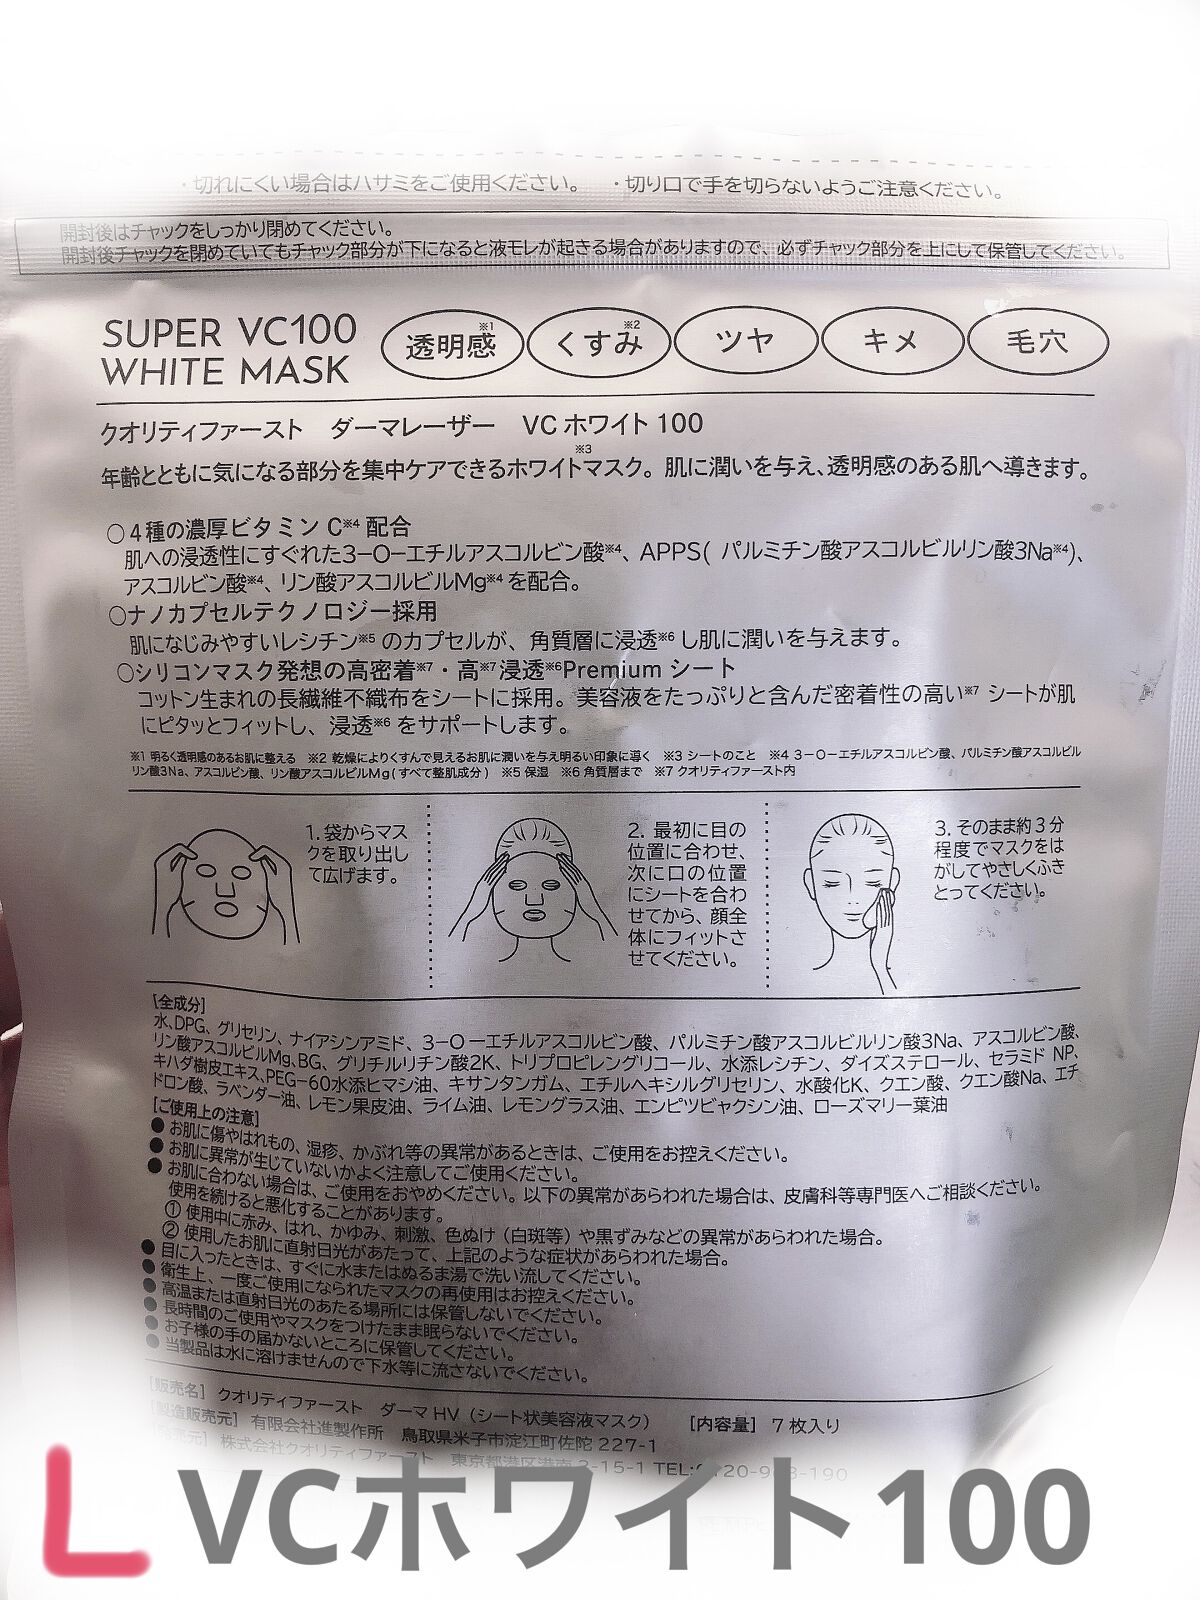 ・切れにくい場合はハサミをご使用ください。 ・切り口で手を切らないようご注意ください。
開封後はチャックをしっかり閉めてください。
開封後チャックを閉めていてもチャック部分が下になると液モレが起きる場合がありますので、必ずチャック部分を上にして保管してください。
SUPER VC100
WHITE MASK
透明感※1 くすみ※2 ツヤ キメ 毛穴
クオリティファースト ダーマレーザー VCホワイト100
年齢とともに気になる部分を集中ケアできるホワイトマスク※3。肌に潤いを与え、透明感のある肌へ導きます。
○4種の濃厚ビタミンC※4 配合
肌への浸透性にすぐれた3-O-エチルアスコルビン酸※4、APPS( パルミチン酸アスコルビルリン酸3Na※4)、
アスコルビン酸※4、リン酸アスコルビルMg※4を配合。
○ナノカプセルテクノロジー採用
肌になじみやすいレシチン※5のカプセルが、角質層に浸透※6し肌に潤いを与えます。
○シリコンマスク発想の高密着※7・高※7浸透※6Premium シート
コットン生まれの長繊維不織布をシートに採用。美容液をたっぷりと含んだ密着性の高い※7 シートが肌
にピタッとフィットし、浸透※6 をサポートします。
※1 明るく透明感のあるお肌に整える ※2 乾燥によりくすんで見えるお肌に潤いを与え明るい印象に導く ※3 シートのこと ※4 3-O-エチルアスコルビン酸、パルミチン酸アスコルビル
リン酸3Na、アスコルビン酸、リン酸アスコルビルMg(すべて整肌成分) ※5 保湿 ※6 角質層まで ※7 クオリティファースト内
1. 袋からマス
クを取り出し
て広げます。
2. 最初に目の
位置に合わせ、
次に口の位置
にシートを合わ
せてから、顔全
体にフィットさ
せてください。
3. そのまま約3分
程度でマスクをは
がしてやさしくふき
とってください。
[全成分]
水、DPG、グリセリン、ナイアシンアミド、3-O-エチルアスコルビン酸、パルミチン酸アスコルビルリン酸3Na、アスコルビン酸、
リン酸アスコルビルMg、BG、グリチルリチン酸2K、トリプロピレングリコール、水添レシチン、ダイズステロール、セラミド NP、
キハダ樹皮エキス、PEG-60水添ヒマシ油、キサンタンガム、エチルヘキシルグリセリン、水酸化K、クエン酸、クエン酸Na、エチ
ドロン酸、ラベンダー油、レモン果皮油、ライム油、レモングラス油、エンピツビャクシン油、ローズマリー葉油
[ご使用上の注意]
●お肌に傷やはれもの、湿疹、かぶれ等の異常があるときは、ご使用をお控えください。
●お肌に異常が生じていないかよく注意してご使用ください。
●お肌に合わない場合は、ご使用をおやめください。以下の異常があらわれた場合は、皮膚科等専門医へご相談ください。
使用を続けると悪化することがあります。
①使用中に赤み、はれ、かゆみ、刺激、色ぬけ(白斑等)や黒ずみなどの異常があらわれた場合。
②使用したお肌に直射日光があたって、上記のような症状があらわれた場合。
●目に入ったときは、すぐに水またはぬるま湯で洗い流してください。
●衛生上、一度ご使用になられたマスクの再使用はお控えください。
●高温または直射日光のあたる場所には保管しないでください。
●長時間のご使用やマスクをつけたまま眠らないでください。
●お子様の手の届かないところに保管してください。
●当製品は水に溶けませんので下水等に流さないでください。
[販売名] クオリティファースト ダーマ HV(シート状美容液マスク) [内容量] 7 枚入り
[製造販売元] 有限会社進製作所 鳥取県米子市淀江町佐陀 227-1
株式会社クオリティファースト 東京都港区港南 2-15-1 TEL:
VCホワイト100